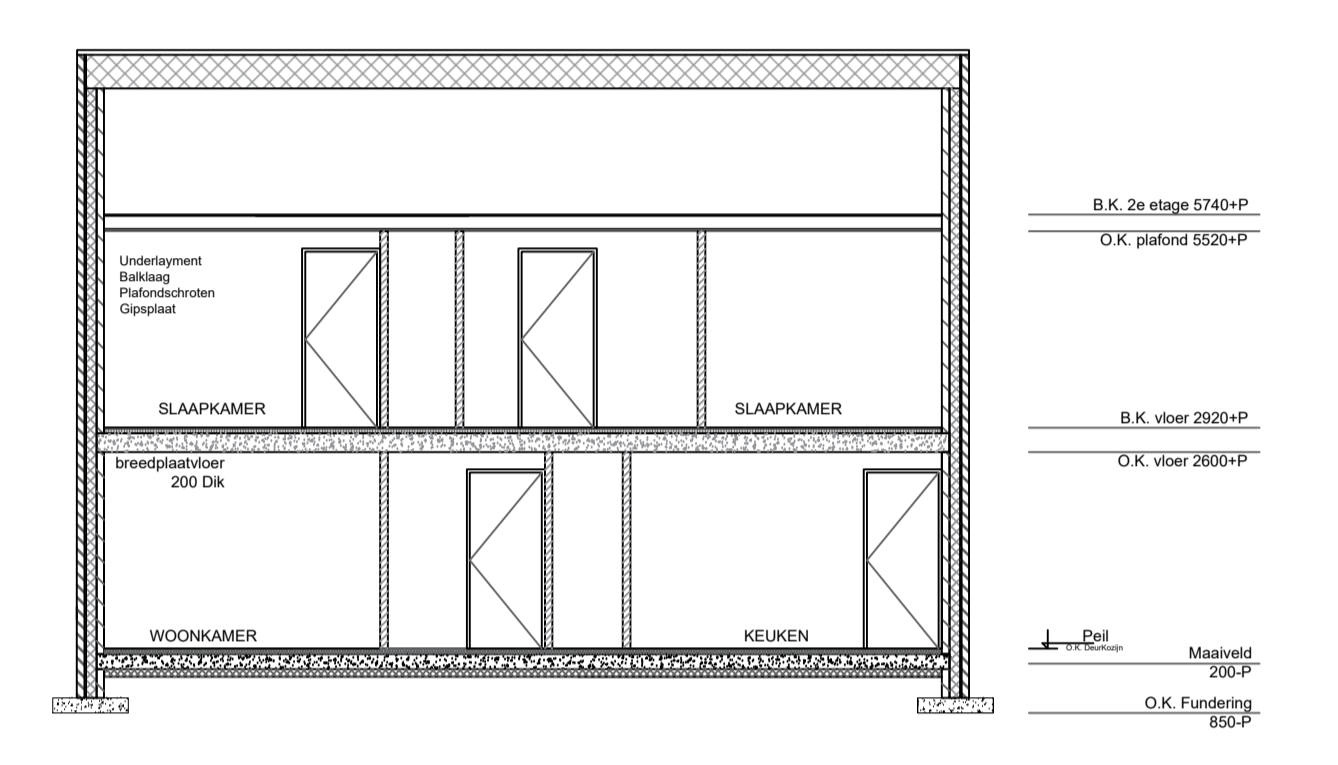 B.K. 2e etage 5740+P
O.K. plafond 5520+P
Underlayment
Balklaag
Plafondschroten
Gipsplaat
SLAAPKAMER
SLAAPKAMER
B.K. vloer 2920+P
O.K. vloer 2600+P
breedplaatvloer
200 Dik
WOONKAMER
KEUKEN
Peil
O.K. DeurKozijn
Maaiveld
200-P
O.K. Fundering
850-P